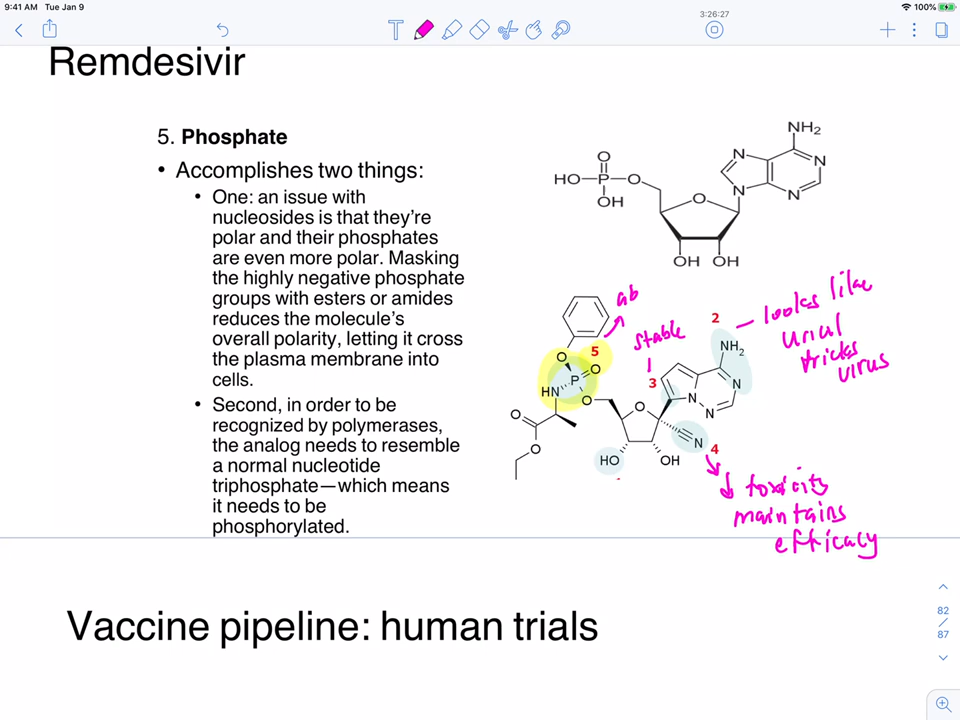 9:41 AM Tue Jan 9
3:26:27
100%
Remdesivir
5. Phosphate
• Accomplishes two things:
• One: an issue with
nucleosides is that they're
polar and their phosphates
are even more polar. Masking
the highly negative phosphate
groups with esters or amides
reduces the molecule's
overall polarity, letting it cross
the plasma membrane into
cells.
• Second, in order to be
recognized by polymerases,
the analog needs to resemble
a normal nucleotide
triphosphate—which means
it needs to be
phosphorylated.
NH2
N N
O
HO P O N N
OH O
OH OH
ab
stable
looks like
viral
tricks
virus
2
5
3
NH2
O P O
HN O N
N N
O O
O N
HO OH
4
↓ toxicity
maintains
efficacy
82
/
87
Vaccine pipeline: human trials